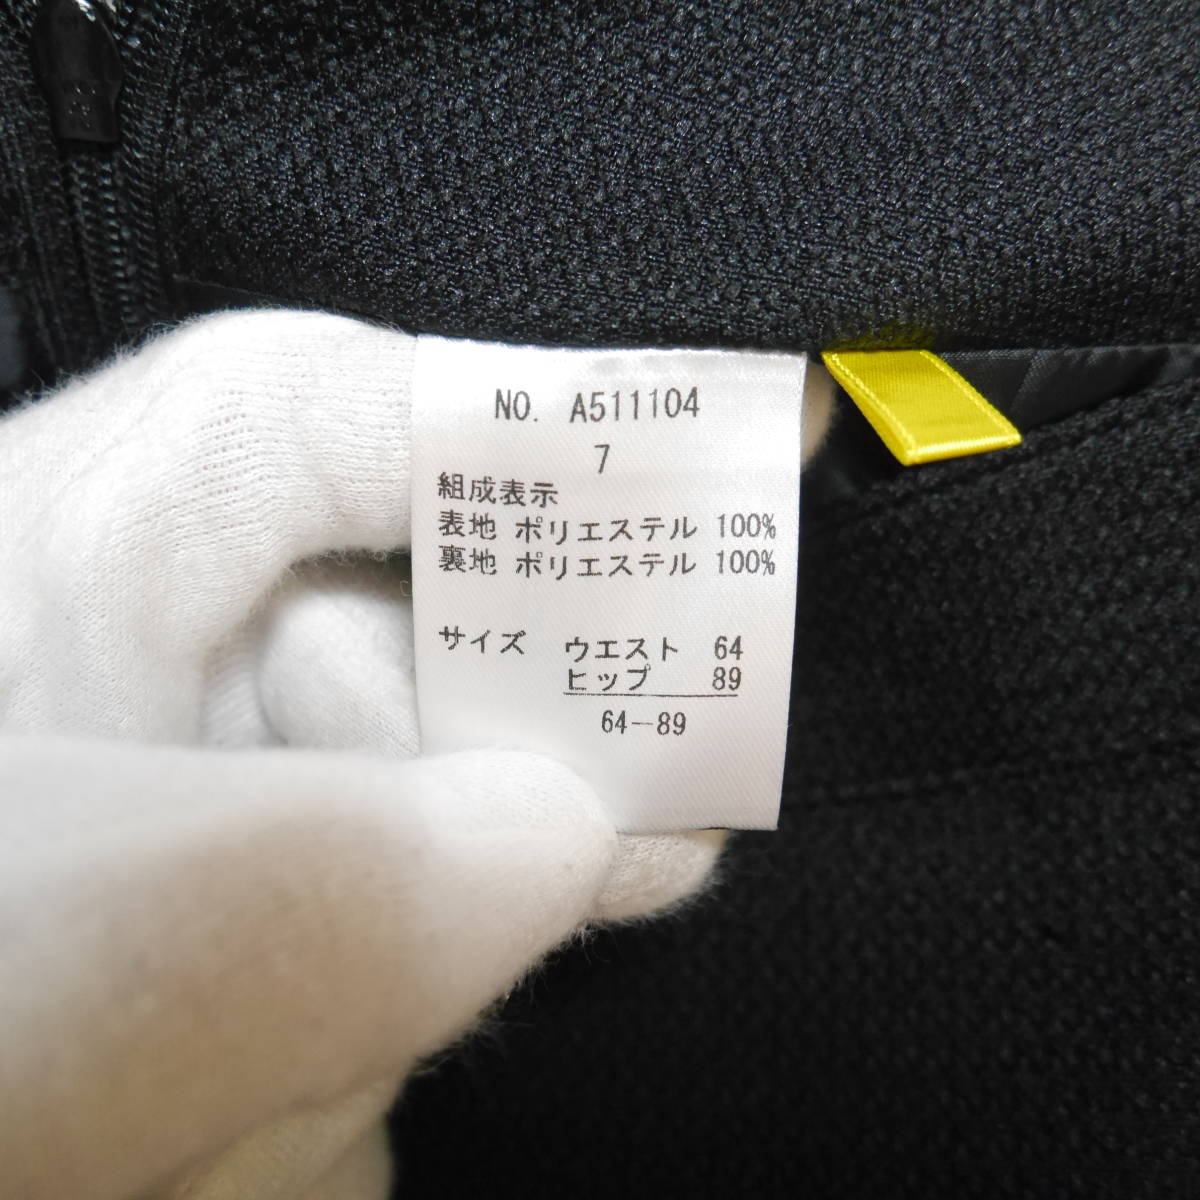 NO. A511104
7
組成表示
表地 ポリエステル 100%
裏地 ポリエステル 100%
サイズ ウエスト 64
ヒップ 89
64-89